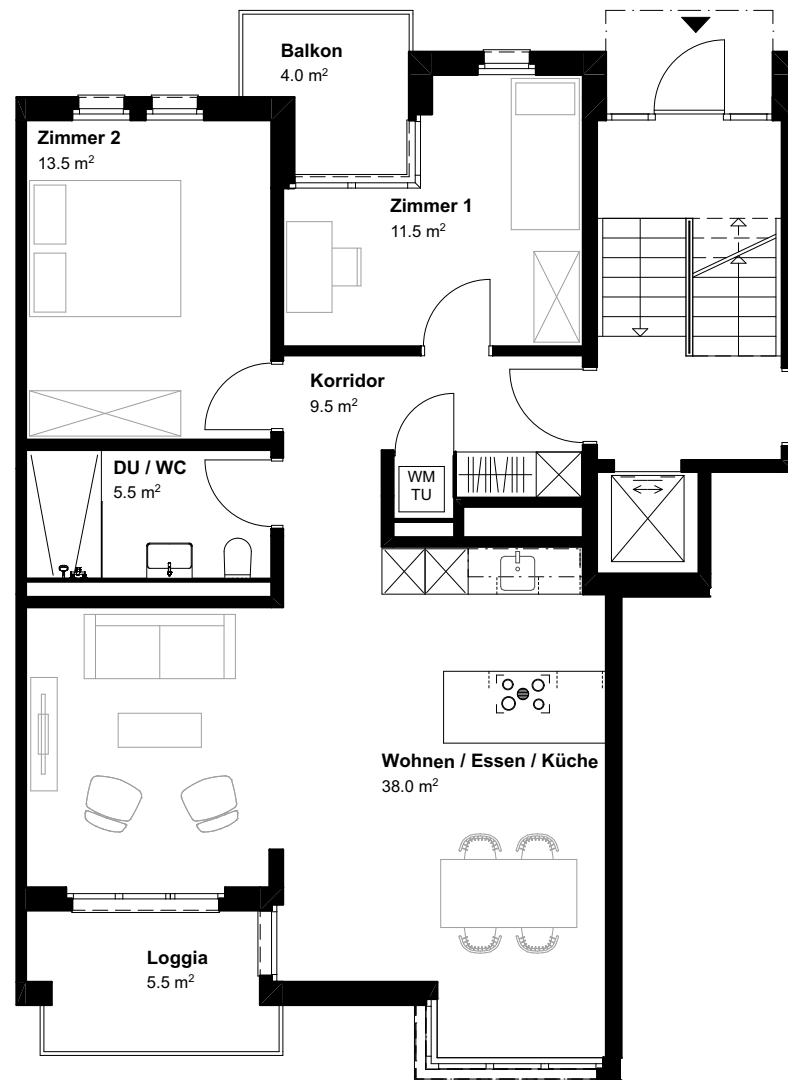 Balkon
4.0 m²
Zimmer 2
13.5 m²
Zimmer 1
11.5 m²
Korridor
9.5 m²
DU / WC
5.5 m²
WM
TU
Wohnen / Essen / Küche
38.0 m²
Loggia
5.5 m²